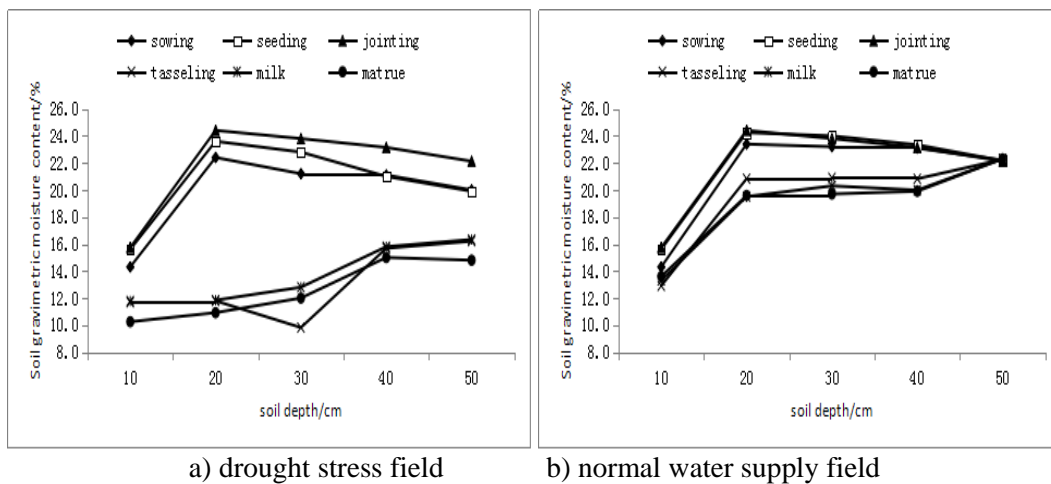 sowing seeding jointing
tasseling milk matrue
Soil gravimetric moisture content/%
26.0
24.0
22.0
20.0
18.0
16.0
14.0
12.0
10.0
8.0
10 20 30 40 50
soil depth/cm
sowing seeding jointing
tasseling milk matrue
Soil gravimetric moisture content/%
26.0
24.0
22.0
20.0
18.0
16.0
14.0
12.0
10.0
8.0
10 20 30 40 50
soil depth/cm
a) drought stress field b) normal water supply field